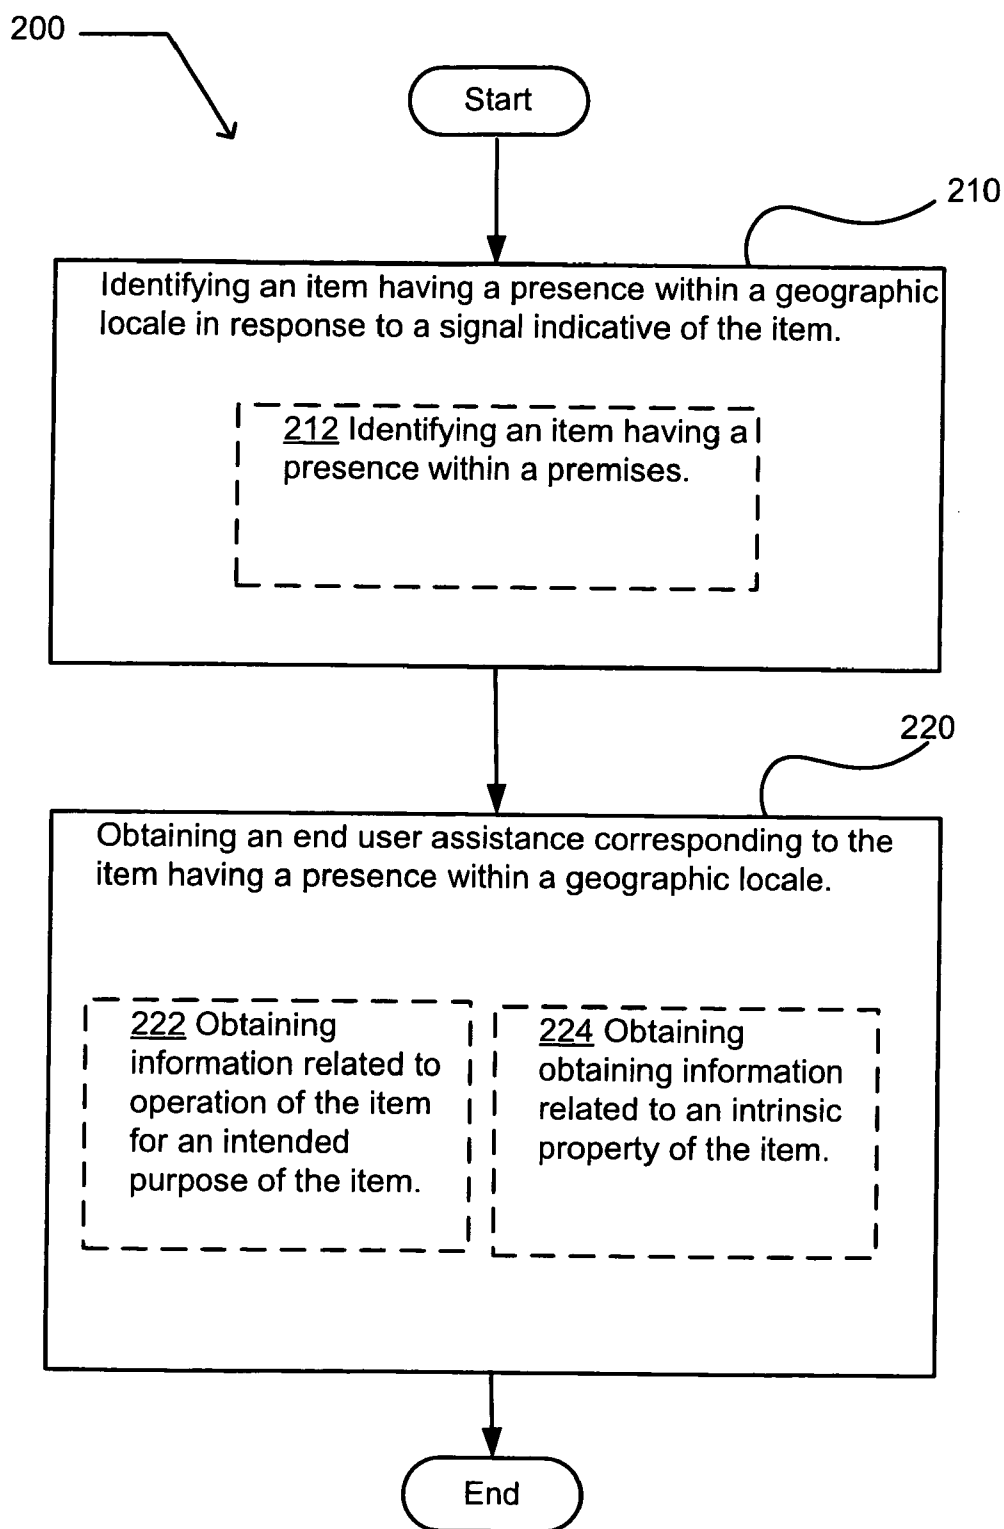 200
Start
210
Identifying an item having a presence within a geographic
locale in response to a signal indicative of the item.
212 Identifying an item having a
presence within a premises.
220
Obtaining an end user assistance corresponding to the
item having a presence within a geographic locale.
222 Obtaining
information related to
operation of the item
for an intended
purpose of the item.
224 Obtaining
obtaining information
related to an intrinsic
property of the item.
End